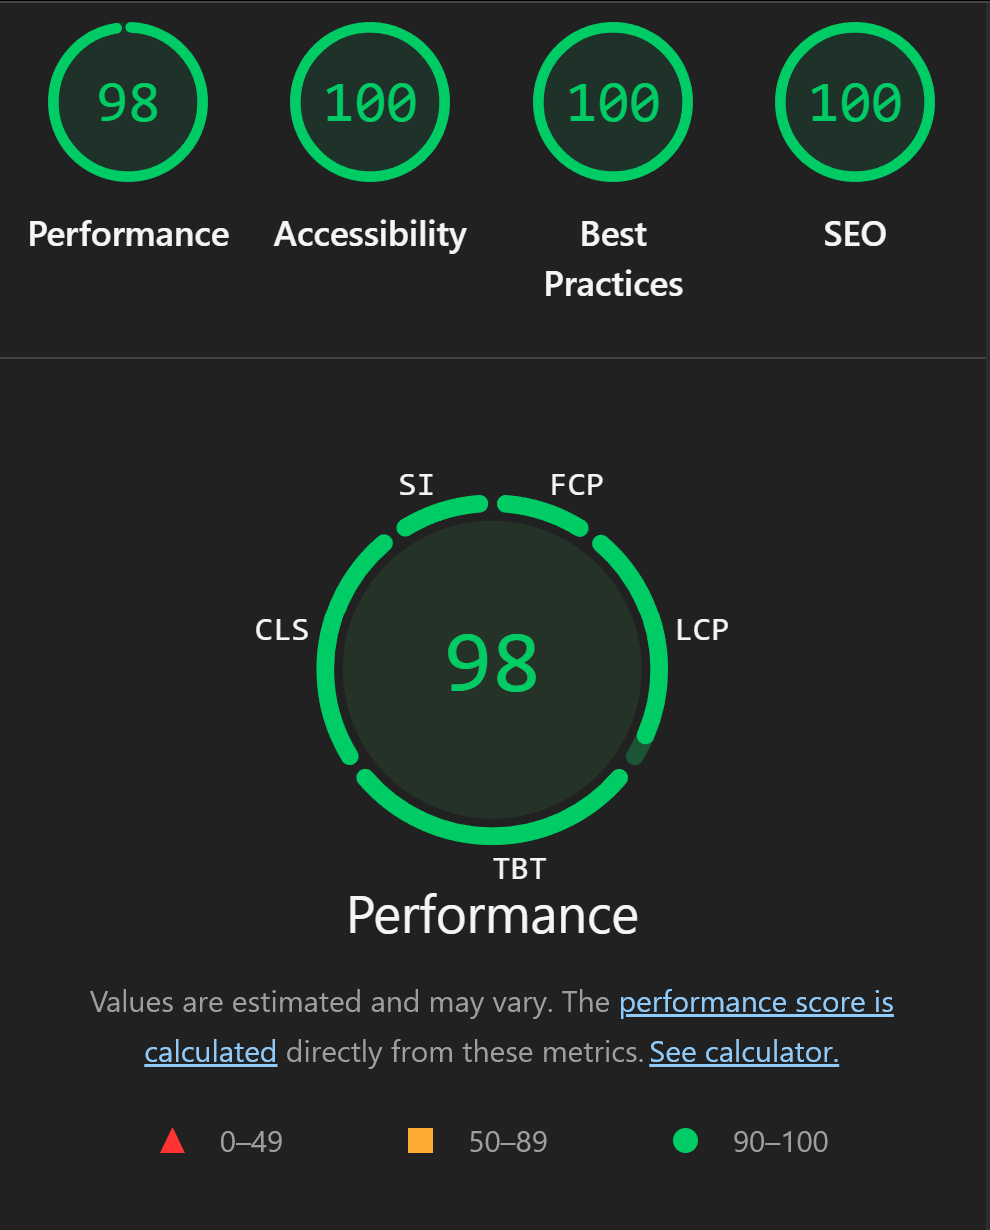 98 100 100 100
Performance Accessibility Best SEO
Practices
SI FCP
CLS LCP
98
TBT
Performance
Values are estimated and may vary. The performance score is
calculated directly from these metrics. See calculator.
0–49 50–89 90–100